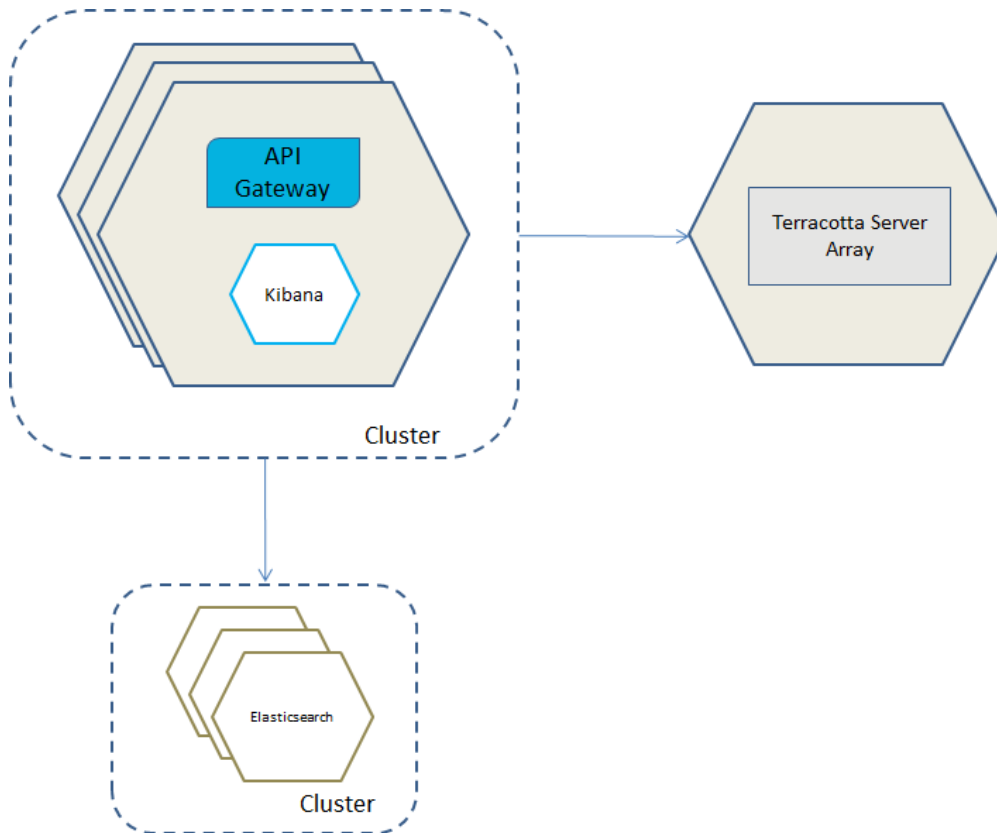 API
Gateway
Kibana
Cluster
Terracotta Server
Array
Elasticsearch
Cluster